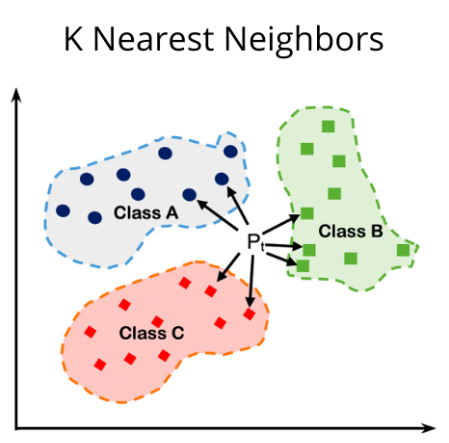 K Nearest Neighbors
Class A
Class B
Pt
Class C